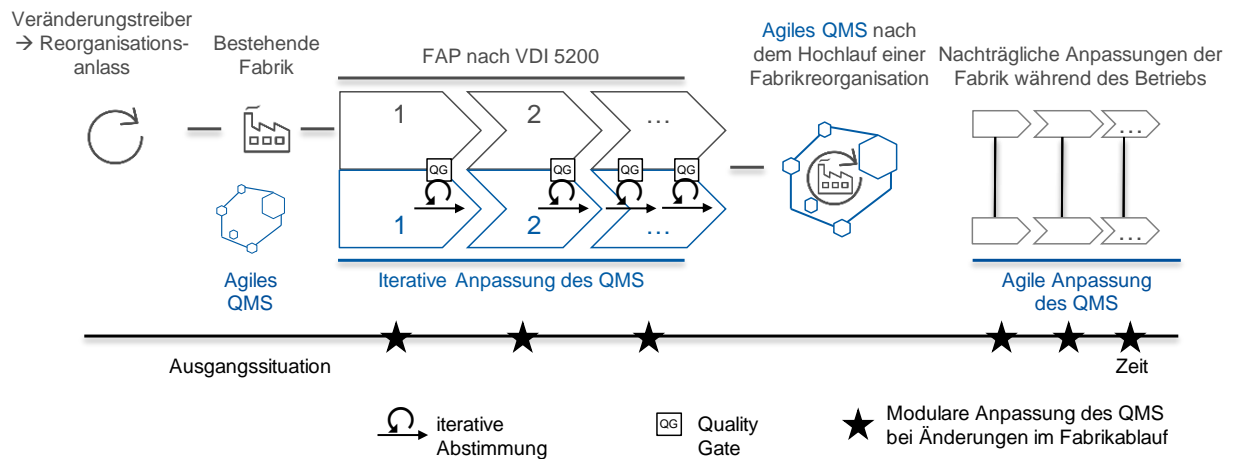 Veränderungstreiber
→ Reorganisations-
anlass
Bestehende
Fabrik
FAP nach VDI 5200
Agiles QMS nach
dem Hochlauf einer
Fabrikreorganisation
Nachträgliche Anpassungen der
Fabrik während des Betriebs
1
2
...
...
QG
QG
QG
QG
1
2
...
...
Agiles
QMS
Iterative Anpassung des QMS
Agile Anpassung
des QMS
Ausgangssituation
Zeit
iterative
Abstimmung
QG
Quality
Gate
Modulare Anpassung des QMS
bei Änderungen im Fabrikablauf